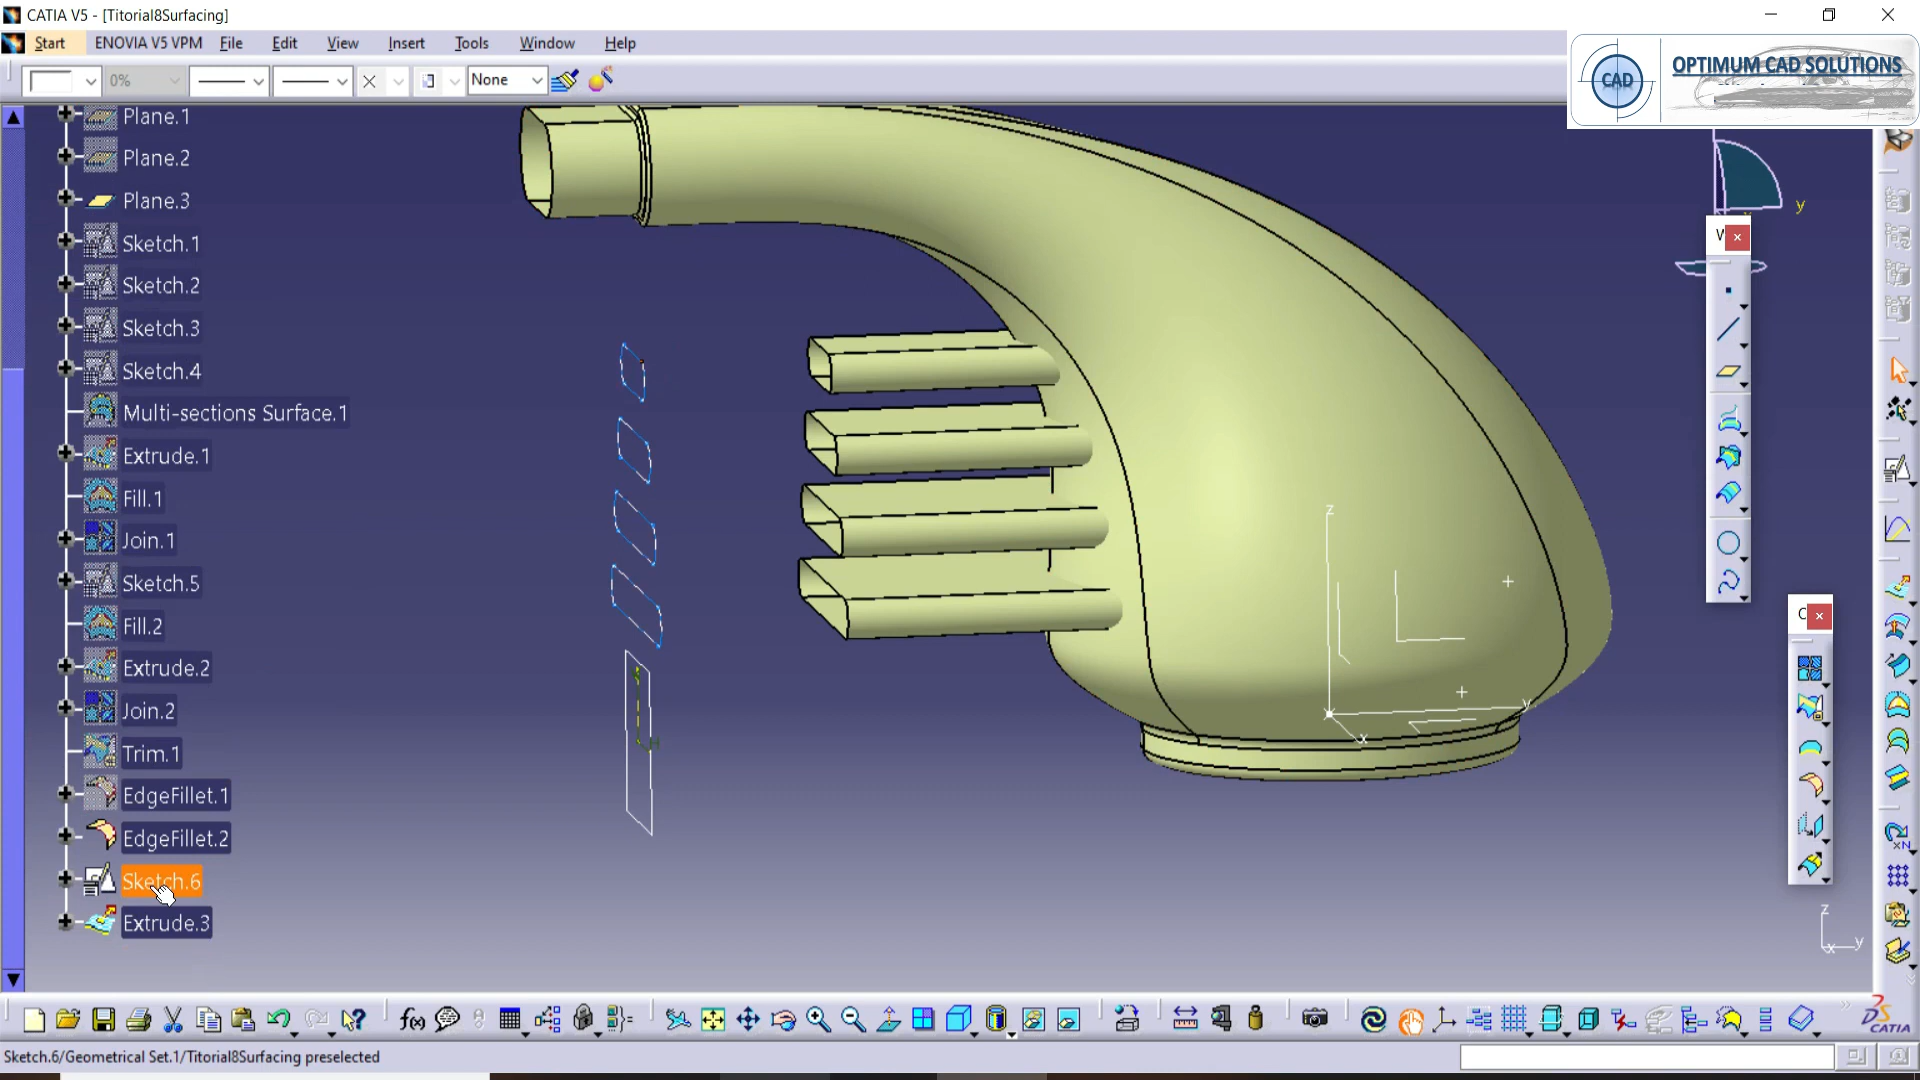 CATIA V5 - [Titorial8Surfacing]
Start ENOVIA V5 VPM File Edit View Insert Tools Window Help
0% None
CAD OPTIMUM CAD SOLUTIONS
Plane.1
Plane.2
Plane.3
Sketch.1
Sketch.2
Sketch.3
Sketch.4
Multi-sections Surface.1
Extrude.1
Fill.1
Join.1
Sketch.5
Fill.2
Extrude.2
Join.2
Trim.1
EdgeFillet.1
EdgeFillet.2
Sketch.6
Extrude.3
y
z
y
x
z
y
x
f(x)
CATIA
Sketch.6/Geometrical Set.1/Titorial8Surfacing preselected